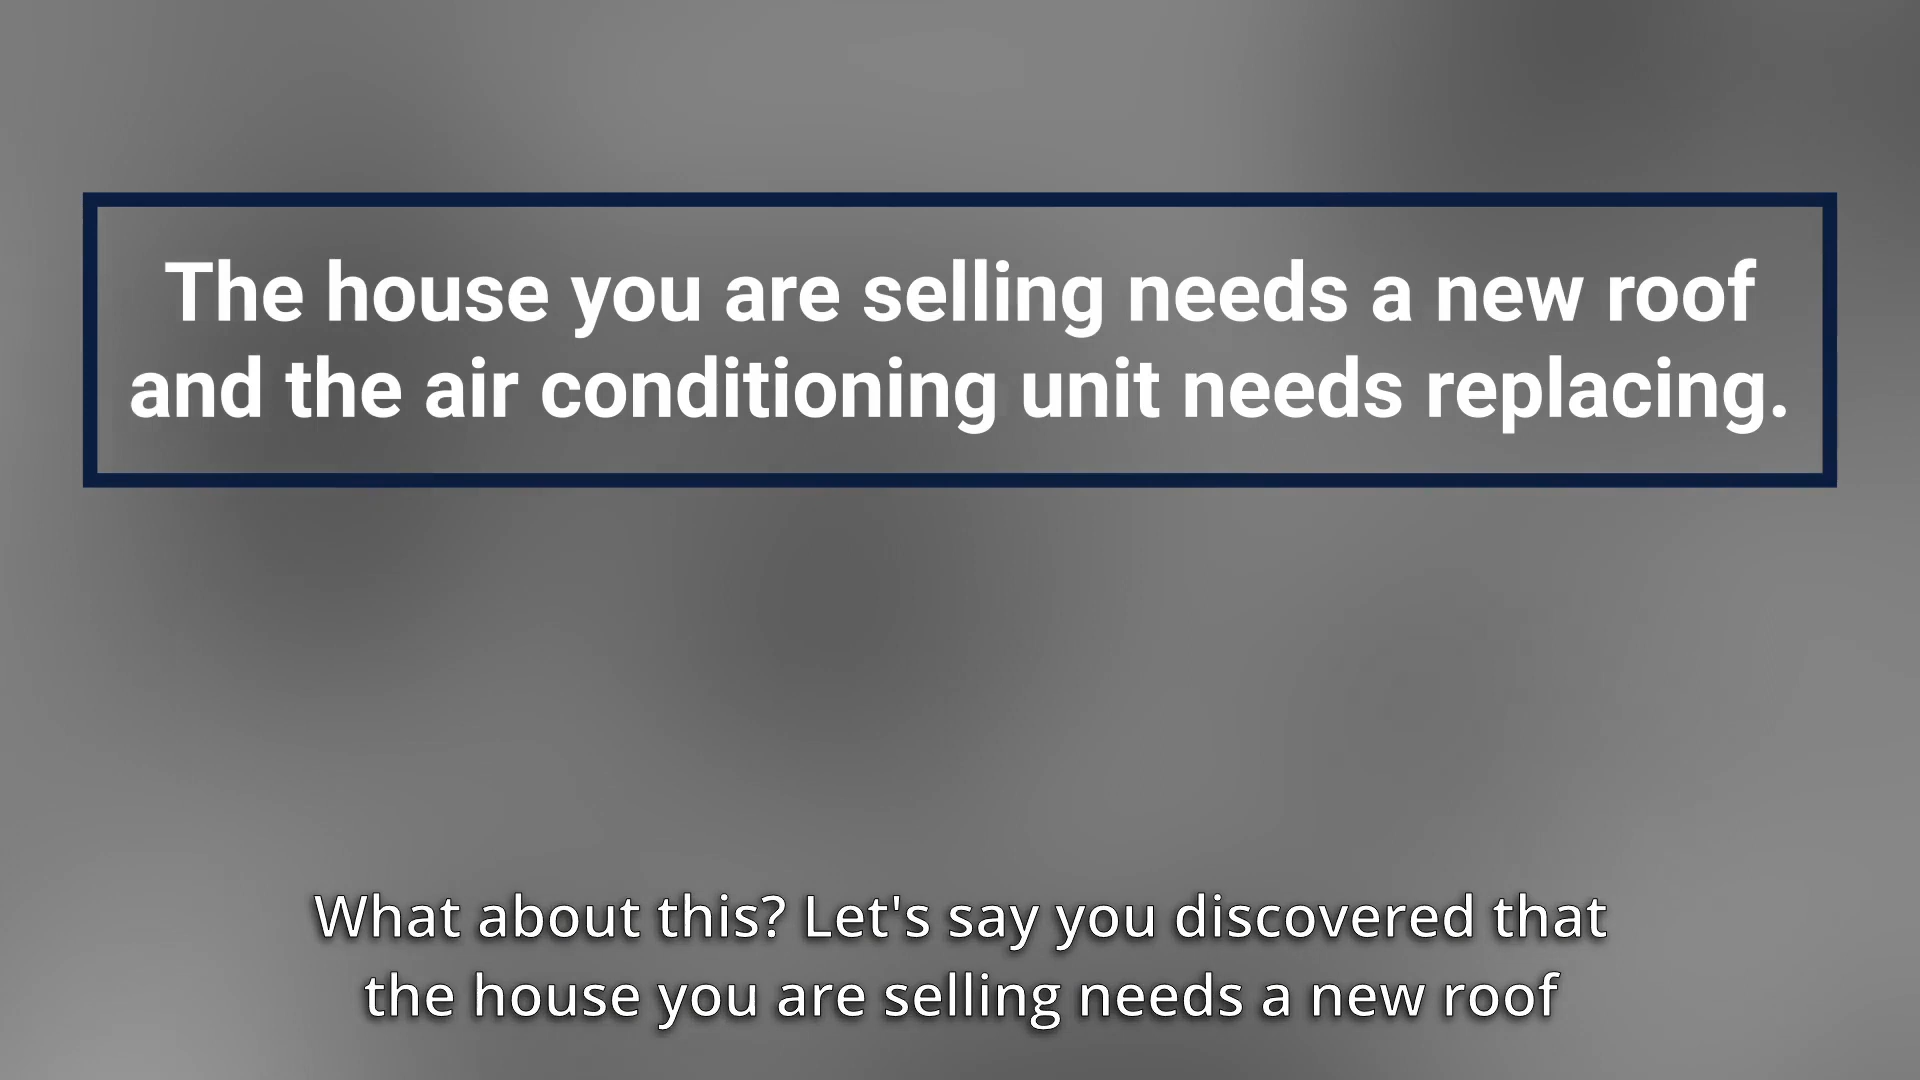 The house you are selling needs a new roof
and the air conditioning unit needs replacing.
What about this? Let's say you discovered that
the house you are selling needs a new roof